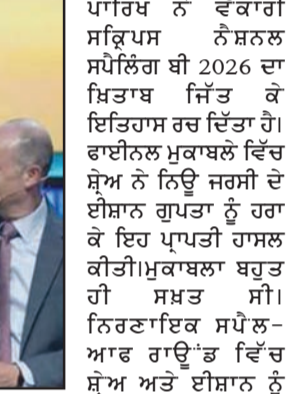 ਪਾਰਿਖ ਨੇ ਵੱਕਾਰੀ
ਸਕ੍ਰਿਪਸ ਨੈਸ਼ਨਲ
ਸਪੈਲਿੰਗ ਬੀ 2026 ਦਾ
ਖ਼ਿਤਾਬ ਜਿੱਤ ਕੇ
ਇਤਿਹਾਸ ਰਚ ਦਿੱਤਾ ਹੈ।
ਫਾਈਨਲ ਮੁਕਾਬਲੇ ਵਿੱਚ
ਸ਼੍ਰੇਅ ਨੇ ਨਿਊ ਜਰਸੀ ਦੇ
ਈਸ਼ਾਨ ਗੁਪਤਾ ਨੂੰ ਹਰਾ
ਕੇ ਇਹ ਪ੍ਰਾਪਤੀ ਹਾਸਲ
ਕੀਤੀ।ਮੁਕਾਬਲਾ ਬਹੁਤ
ਹੀ ਸਖ਼ਤ ਸੀ।
ਨਿਰਣਾਇਕ ਸਪੈਲ-
ਆਫ ਰਾਊਂਡ ਵਿੱਚ
ਸ਼੍ਰੇਅ ਅਤੇ ਈਸ਼ਾਨ ਨੂੰ